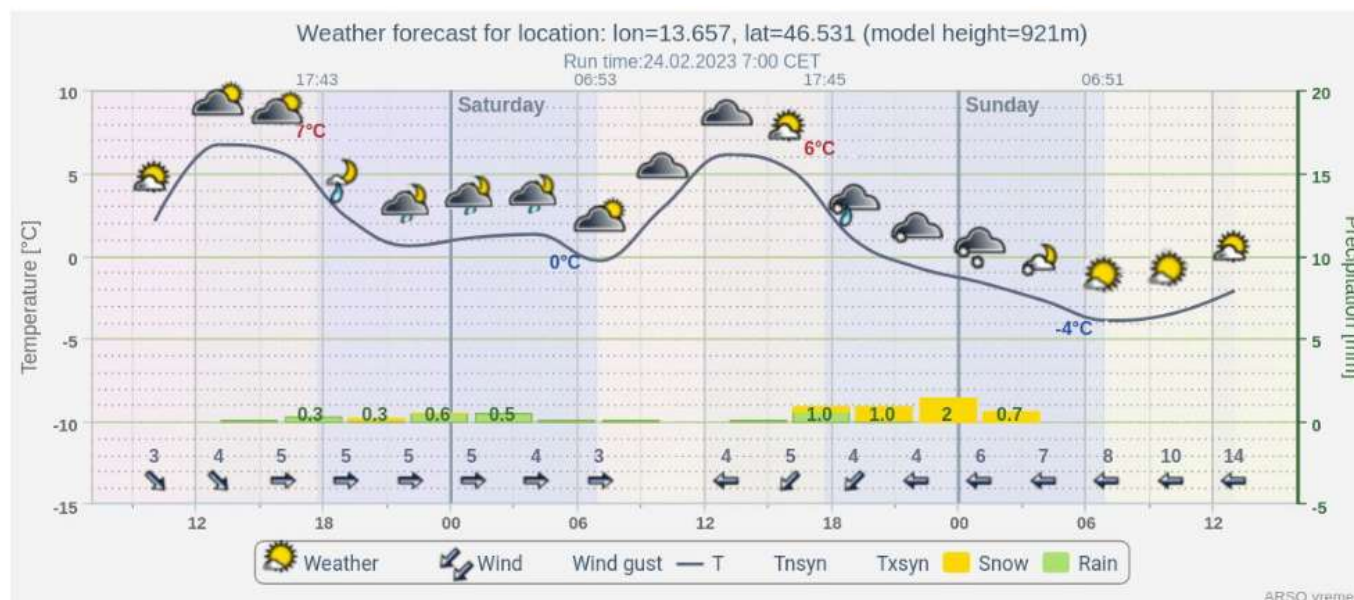 Weather forecast for location: lon=13.657, lat=46.531 (model height=921m)
Run time:24.02.2023 7:00 CET
17:43 06:53 17:45 06:51
10 Saturday Sunday 20
7°C 6°C
5 15
Temperature [°C]
Precipitation [mm]
0 0°C 10
-4°C
-5 5
0.3 0.3 0.6 0.5 1.0 1.0 2 0.7
-10 0
3 4 5 5 5 5 4 3 4 5 4 4 6 7 8 10 14
-15 -5
12 18 00 06 12 18 00 06 12
Weather Wind Wind gust T Tnsyn Txsyn Snow Rain
ARSO vreme